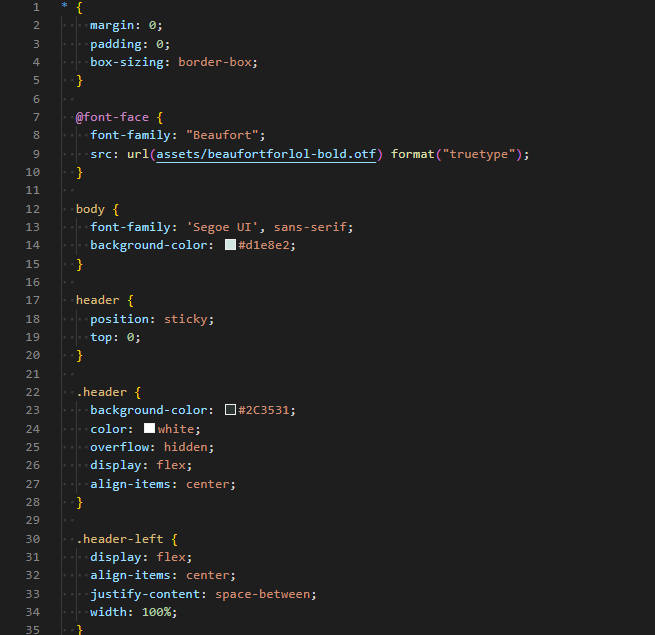 1 * {
2 margin: 0;
3 padding: 0;
4 box-sizing: border-box;
5 }
6
7 @font-face {
8 font-family: "Beaufort";
9 src: url(assets/beaufortforlol-bold.otf) format("truetype");
10 }
11
12 body {
13 font-family: 'Segoe UI', sans-serif;
14 background-color: #d1e8e2;
15 }
16
17 header {
18 position: sticky;
19 top: 0;
20 }
21
22 .header {
23 background-color: #2C3531;
24 color: white;
25 overflow: hidden;
26 display: flex;
27 align-items: center;
28 }
29
30 .header-left {
31 display: flex;
32 align-items: center;
33 justify-content: space-between;
34 width: 100%;
35 }